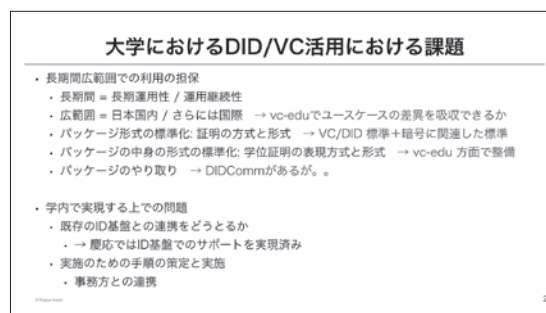 大学におけるDID/VC活用における課題
• 長期間広範囲での利用の担保
• 長期間 = 長期運用性 / 運用継続性
• 広範囲 = 日本国内 / さらには国際 → vc-eduでユースケースの差異を吸収できるか
• パッケージ形式の標準化: 証明の方式と形式 → VC/DID 標準＋暗号に関連した標準
• パッケージの中身の形式の標準化: 学位証明の表現方式と形式 → vc-edu 方面で整備
• パッケージのやり取り → DIDCommがあるが。。
• 学内で実現する上での問題
• 既存のID基盤との連携をどうとるか
• → 慶応ではID基盤でのサポートを実現済み
• 実施のための手順の策定と実施
• 事務方との連携